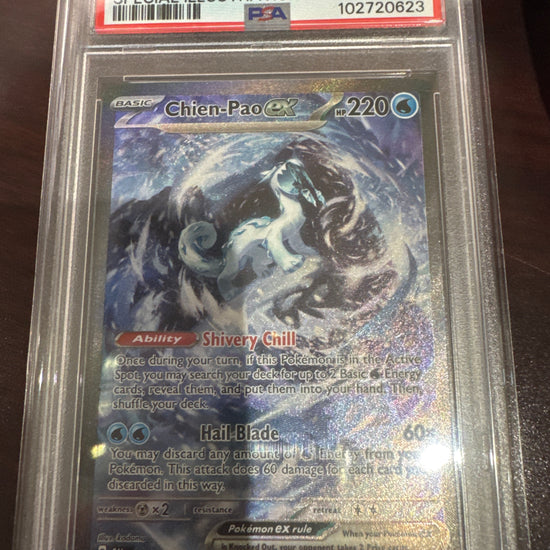 SPECIAL ILLUSTRA
PSA
102720623
BASIC Chien-Pao ex HP 220
Ability Shivery Chill
Once during your turn, if this Pokémon is in the Active
Spot, you may search your deck for up to 2 Basic Energy
cards, reveal them, and put them into your hand. Then,
shuffle your deck.
Hail Blade 60×
You may discard any amount of Energy from your
Pokémon. This attack does 60 damage for each card you
discarded in this way.
weakness ×2 resistance retreat
Pokémon ex rule
When your Pokémon
is Knocked Out, your opponent takes 2